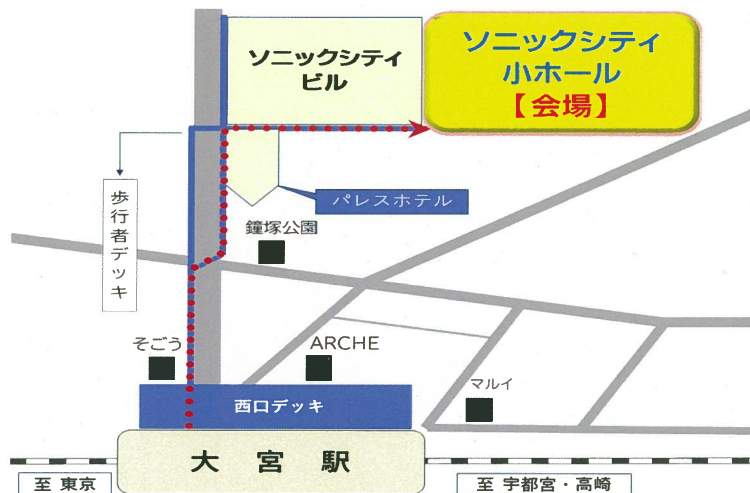 ソニックシティ
ビル
ソニックシティ
小ホール
【会場】
歩行者デッキ
パレスホテル
鐘塚公園
そごう
ARCHE
マルイ
西口デッキ
大宮駅
至 東京
至 宇都宮・高崎